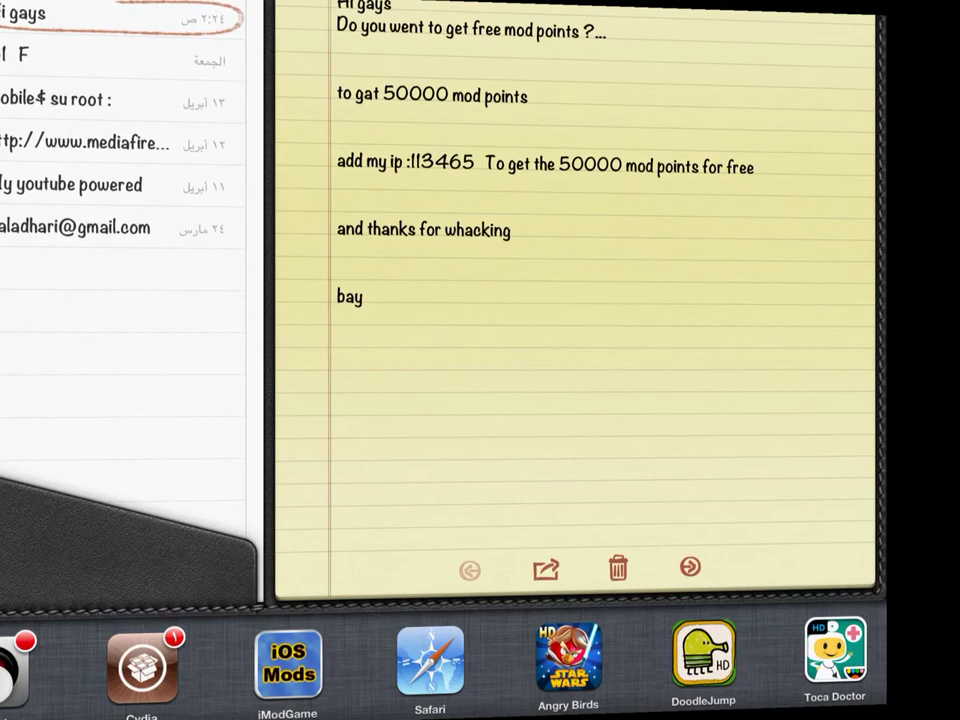 i gays
٢:٢٤ ص
l F
الجمعة
obile$ su root :
١٣ أبريل
ttp://www.mediafire...
١٢ أبريل
ly youtube powered
١١ أبريل
aladhari@gmail.com
٢٤ مارس
Hi gays
Do you went to get free mod points ?...
to gat 50000 mod points
add my ip :113465 To get the 50000 mod points for free
and thanks for whacking
bay
١
Cydia
iOS
Mods
iModGame
N
S
Safari
HD
STAR
WARS
Angry Birds
HD
DoodleJump
HD
Toca Doctor